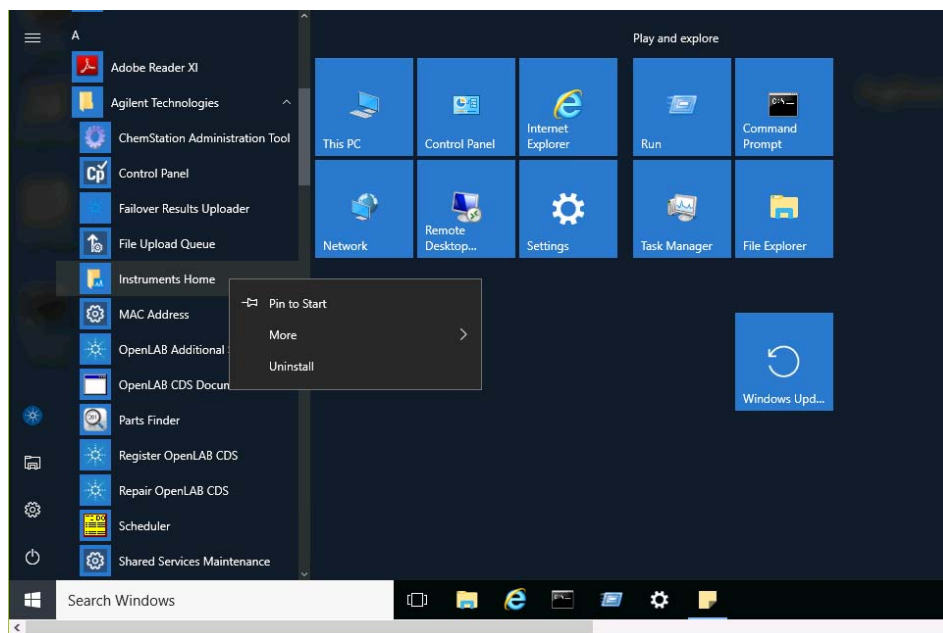 A
Adobe Reader XI
Agilent Technologies
ChemStation Administration Tool
Control Panel
Failover Results Uploader
File Upload Queue
Instruments Home
MAC Address
OpenLAB Additional
OpenLAB CDS Docum
Parts Finder
Register OpenLAB CDS
Repair OpenLAB CDS
Scheduler
Shared Services Maintenance
Pin to Start
More
Uninstall
Play and explore
This PC
Control Panel
Internet
Explorer
Run
Command
Prompt
Network
Remote
Desktop...
Settings
Task Manager
File Explorer
Windows Upd...
Search Windows